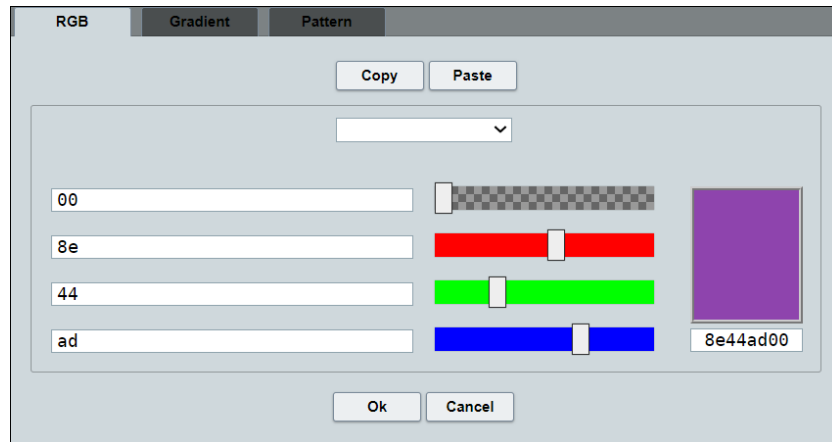 RGB Gradient Pattern
Copy Paste
00
8e
44
ad
8e44ad00
Ok Cancel